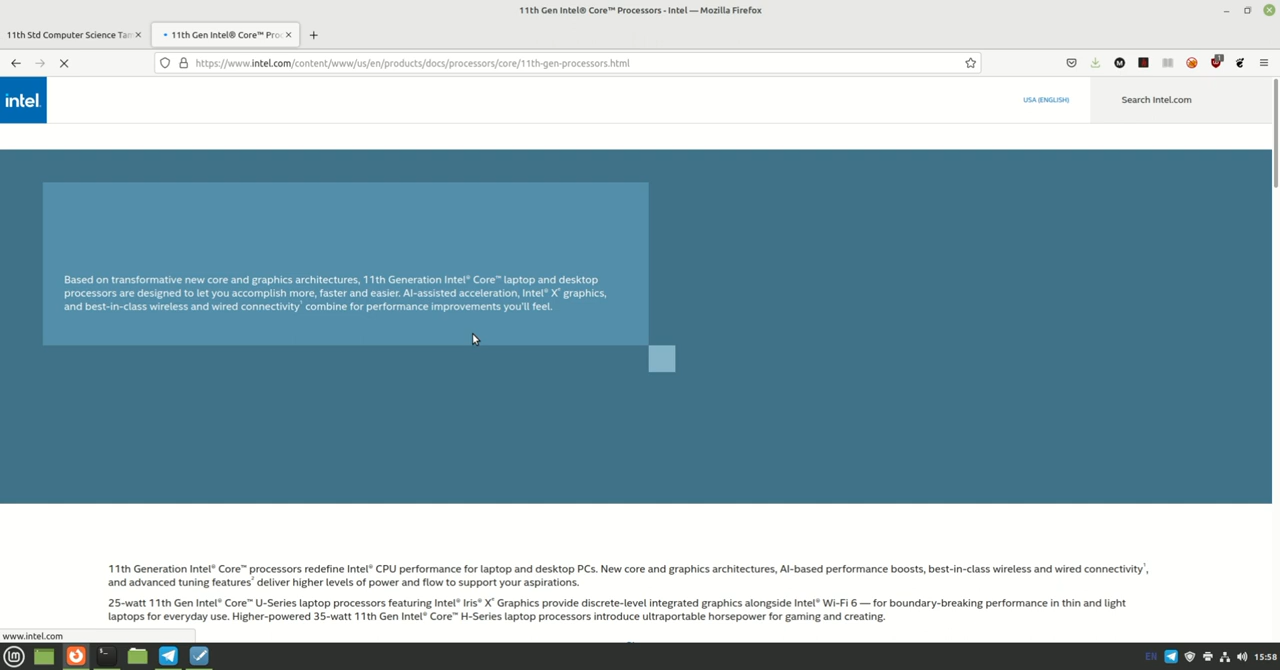 11th Gen Intel® Core™ Processors - Intel — Mozilla Firefox
11th Std Computer Science Tam
11th Gen Intel® Core™ Proc
https://www.intel.com/content/www/us/en/products/docs/processors/core/11th-gen-processors.html
intel.
USA (ENGLISH)
Search Intel.com
Based on transformative new core and graphics architectures, 11th Generation Intel® Core™ laptop and desktop
processors are designed to let you accomplish more, faster and easier. AI-assisted acceleration, Intel® Xᵉ graphics,
and best-in-class wireless and wired connectivity¹ combine for performance improvements you'll feel.
11th Generation Intel® Core™ processors redefine Intel® CPU performance for laptop and desktop PCs. New core and graphics architectures, AI-based performance boosts, best-in-class wireless and wired connectivity¹,
and advanced tuning features² deliver higher levels of power and flow to support your aspirations.
25-watt 11th Gen Intel® Core™ U-Series laptop processors featuring Intel® Iris® Xᵉ Graphics provide discrete-level integrated graphics alongside Intel® Wi-Fi 6 — for boundary-breaking performance in thin and light
laptops for everyday use. Higher-powered 35-watt 11th Gen Intel® Core™ H-Series laptop processors introduce ultraportable horsepower for gaming and creating.
www.intel.com
EN
15:58